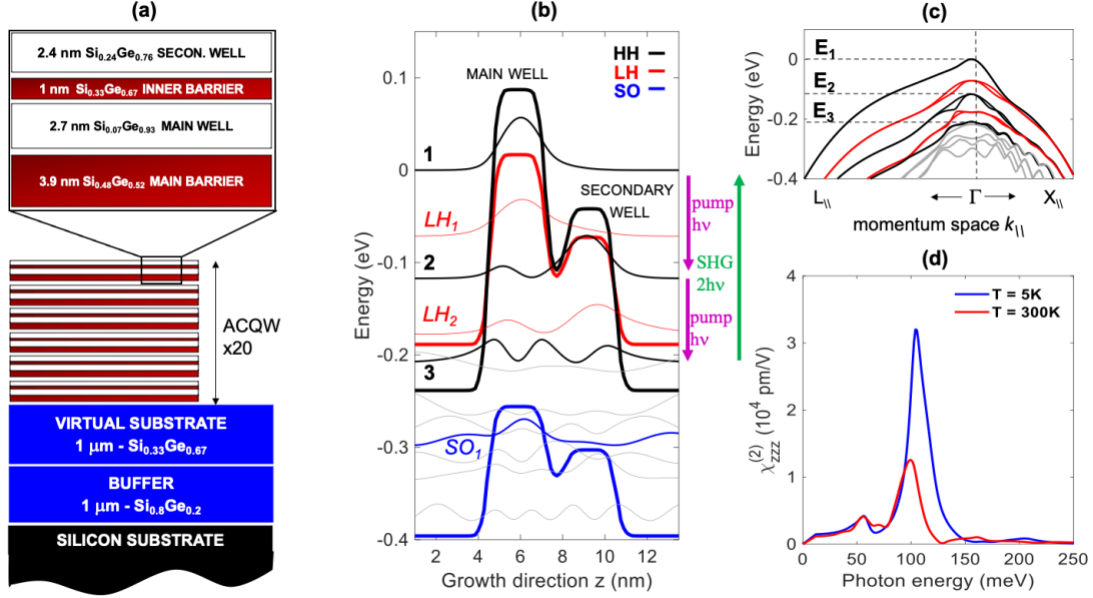 (a)
2.4 nm Si0.24Ge0.76 SECON. WELL
1 nm Si0.33Ge0.67 INNER BARRIER
2.7 nm Si0.07Ge0.93 MAIN WELL
3.9 nm Si0.48Ge0.52 MAIN BARRIER
ACQW
x20
VIRTUAL SUBSTRATE
1 μm - Si0.33Ge0.67
BUFFER
1 μm - Si0.8Ge0.2
SILICON SUBSTRATE
(b)
HH
LH
SO
MAIN WELL
SECONDARY
WELL
1
LH1
2
LH2
3
SO1
0.1
0
-0.1
-0.2
-0.3
-0.4
Energy (eV)
2 4 6 8 10 12
Growth direction z (nm)
pump
hν
SHG
2hν
pump
hν
(c)
E1
E2
E3
0
-0.2
-0.4
Energy (eV)
L\\ Γ X\\
momentum space k||
(d)
T = 5K
T = 300K
4
3
2
1
0
χ(2)zzz (10^4 pm/V)
0 50 100 150 200 250
Photon energy (meV)